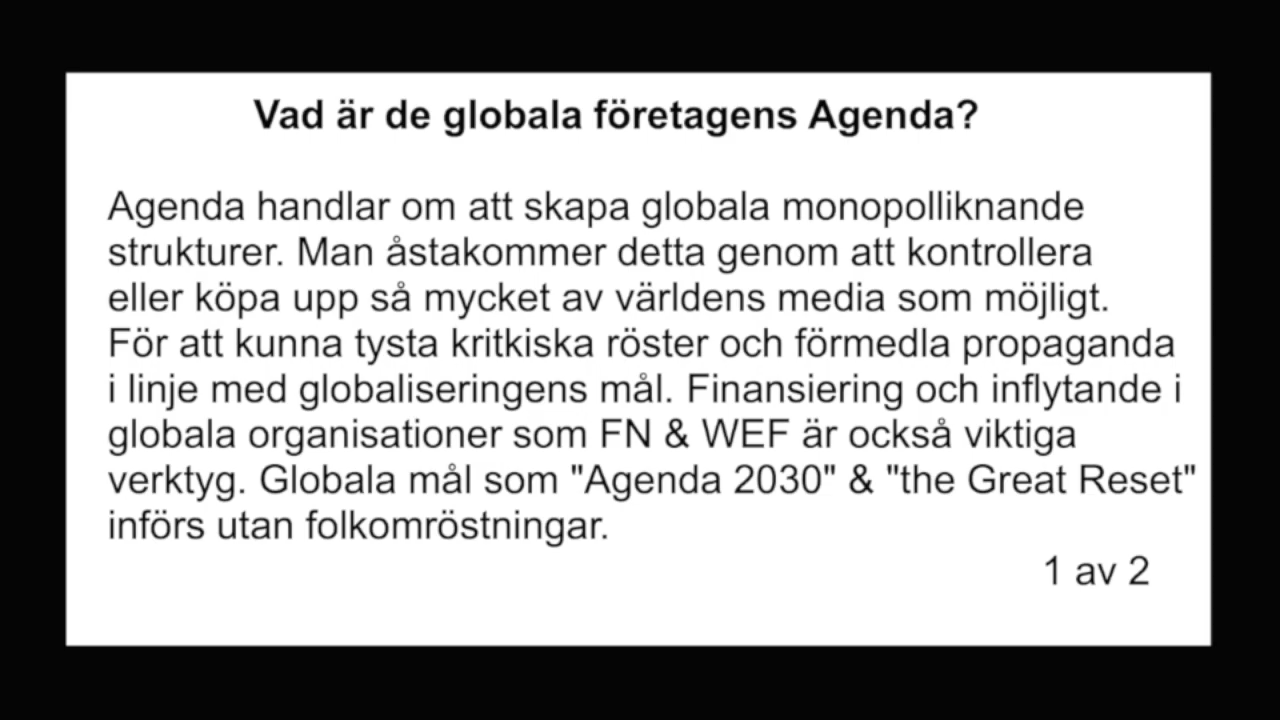 Vad är de globala företagens Agenda?
Agenda handlar om att skapa globala monopolliknande
strukturer. Man åstakommer detta genom att kontrollera
eller köpa upp så mycket av världens media som möjligt.
För att kunna tysta kritkiska röster och förmedla propaganda
i linje med globaliseringens mål. Finansiering och inflytande i
globala organisationer som FN & WEF är också viktiga
verktyg. Globala mål som "Agenda 2030" & "the Great Reset"
införs utan folkomröstningar.
1 av 2